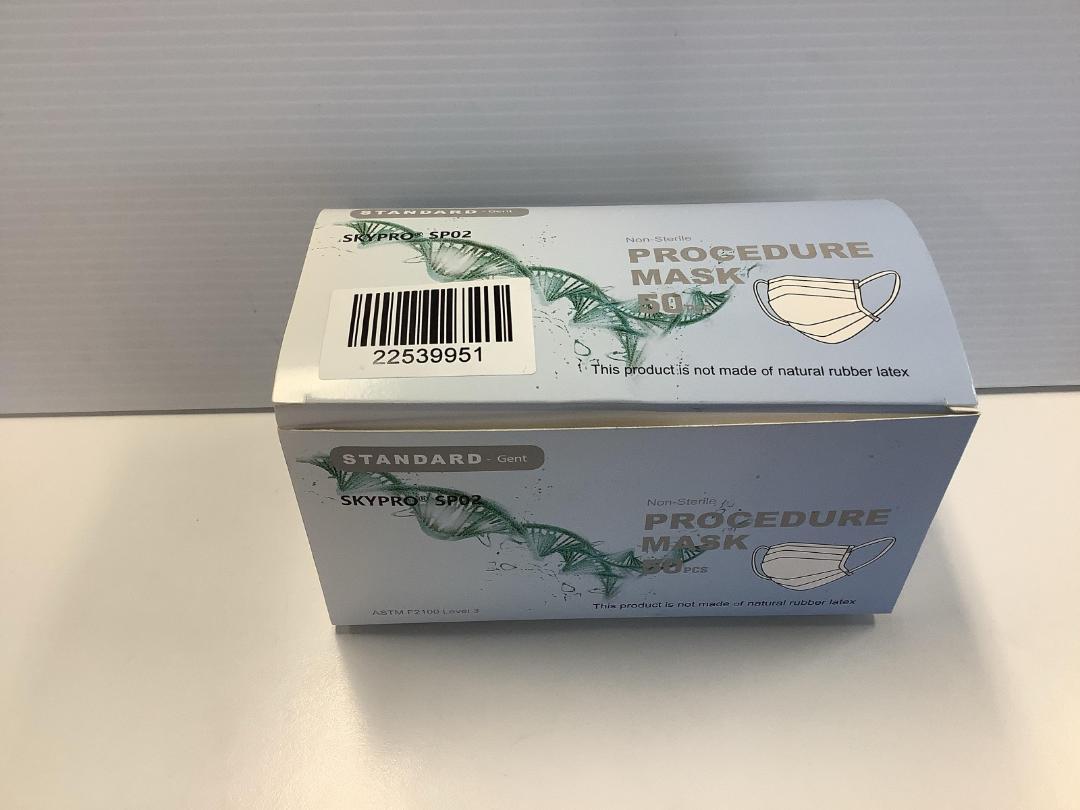 STANDARD - Gent
SKYPRO® SP02
Non-Sterile
PROCEDURE
MASK
50
22539951
This product is not made of natural rubber latex
STANDARD - Gent
SKYPRO® SP02
Non-Sterile
PROCEDURE
MASK
50 PCS
ASTM F2100 Level 3
This product is not made of natural rubber latex